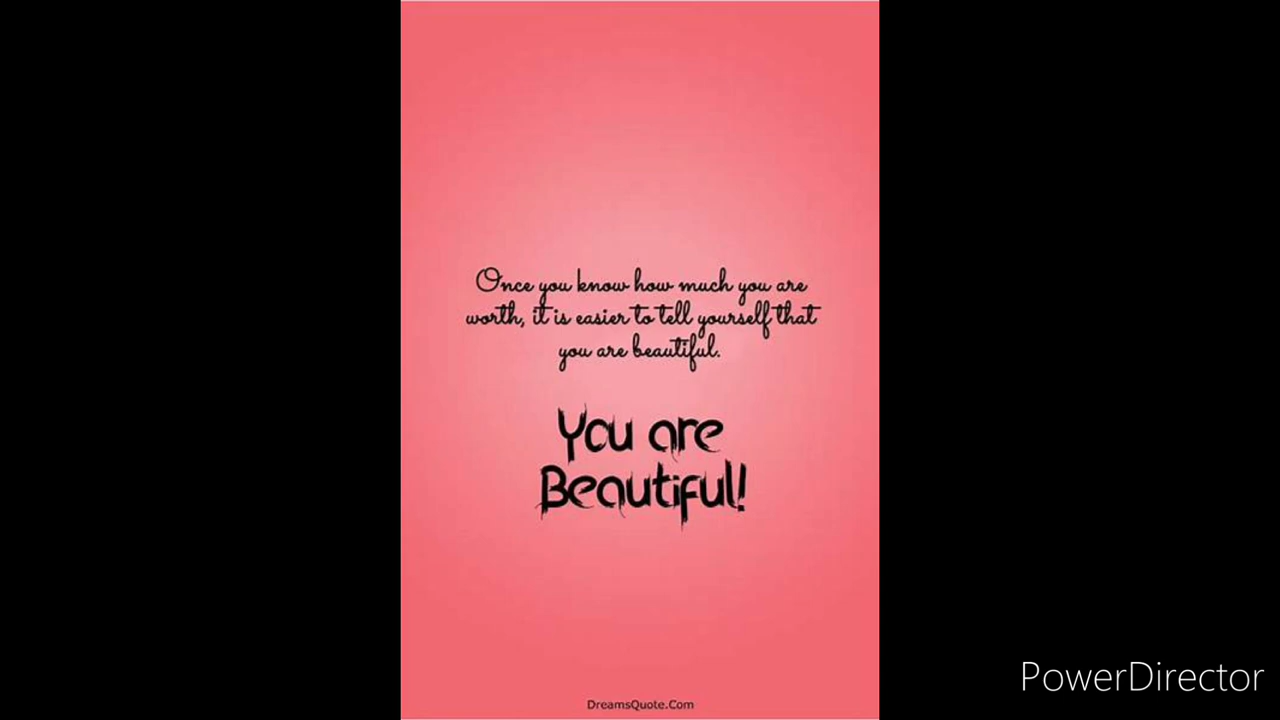 Once you know how much you are
worth, it is easier to tell yourself that
you are beautiful.
You are
Beautiful!
DreamsQuote.Com
PowerDirector